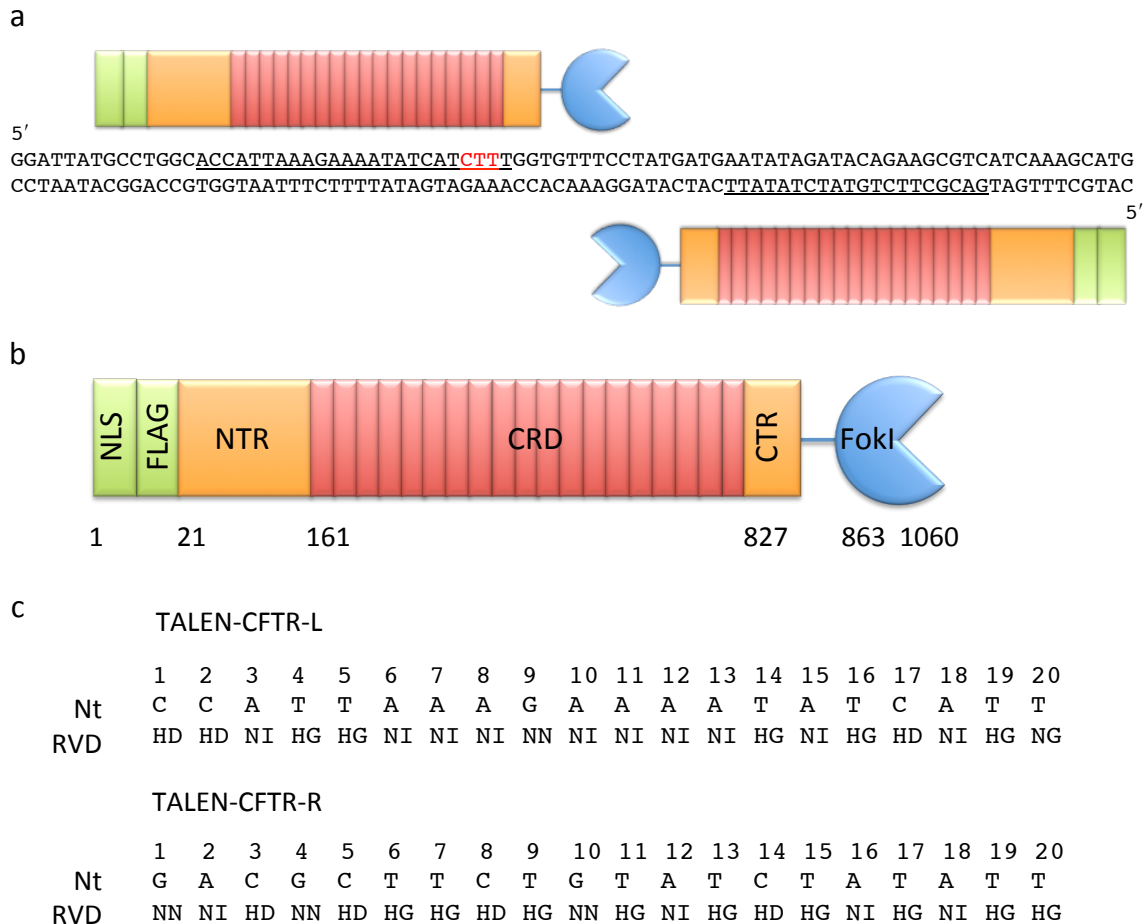 a
5′
GGATTATGCCTGGCACCATTAAAGAAAATATCATCTTTGGTGTTTCCTATGATGAATATAGATACAGAAGCGTCATCAAAGCATG
CCTAATACGGACCGTGGTAATTTCTTTTATAGTAGAAACCACAAAGGATACTACTTATATCTATGTCTTCGCAGTAGTTTCGTAC
5′
b
NLS FLAG NTR CRD CTR FokI
1 21 161 827 863 1060
c
TALEN-CFTR-L
1 2 3 4 5 6 7 8 9 10 11 12 13 14 15 16 17 18 19 20
Nt C C A T T A A A G A A A A T A T C A T T
RVD HD HD NI HG HG NI NI NI NN NI NI NI NI HG NI HG HD NI HG NG
TALEN-CFTR-R
1 2 3 4 5 6 7 8 9 10 11 12 13 14 15 16 17 18 19 20
Nt G A C G C T T C T G T A T C T A T A T T
RVD NN NI HD NN HD HG HG HD HG NN HG NI HG HD HG NI HG NI HG HG